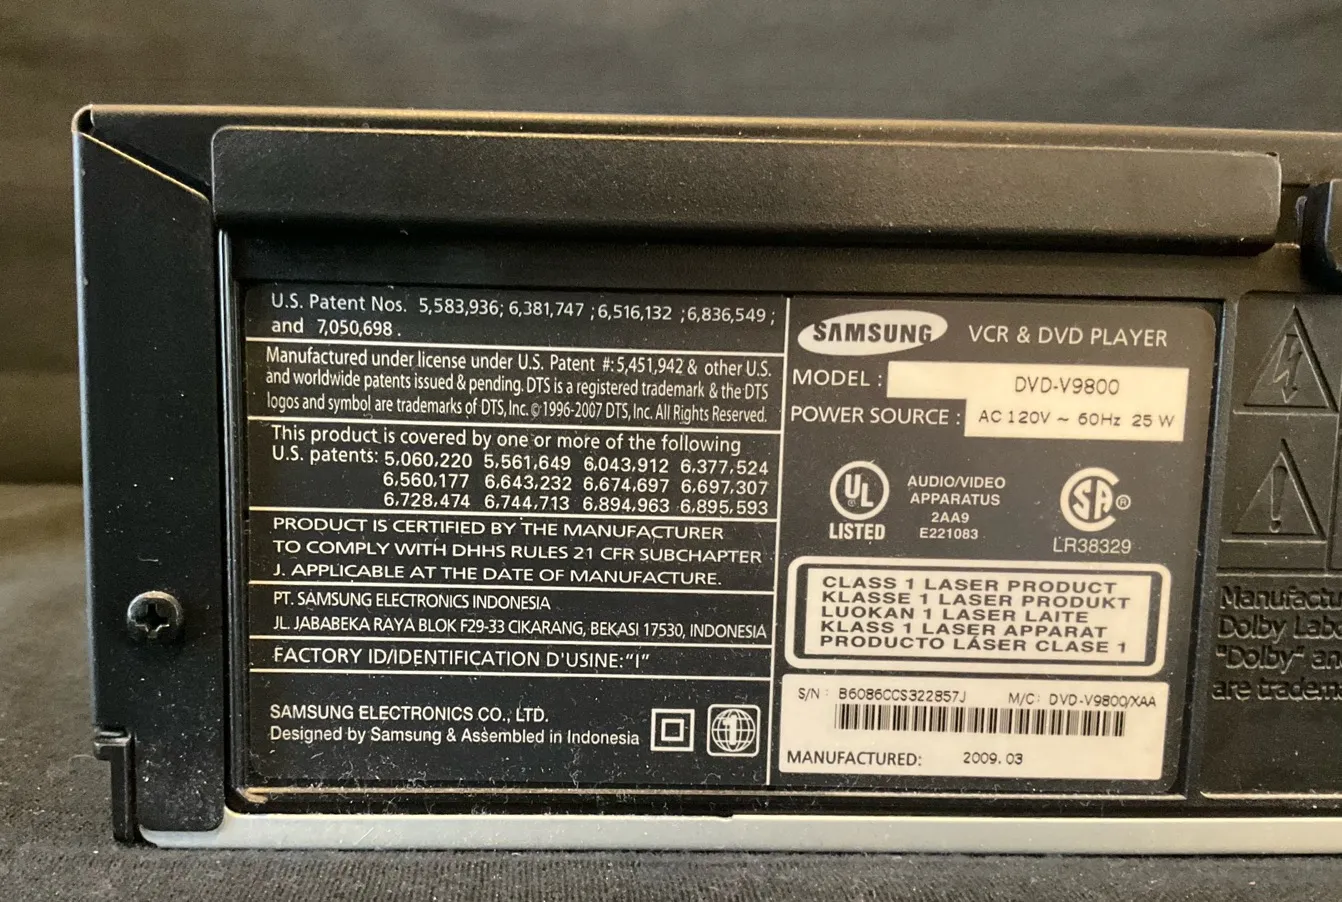 U.S. Patent Nos. 5,583,936; 6,381,747 ;6,516,132 ;6,836,549 ;
and 7,050,698 .
Manufactured under license under U.S. Patent #: 5,451,942 & other U.S.
and worldwide patents issued & pending. DTS is a registered trademark & the DTS
logos and symbol are trademarks of DTS, Inc. © 1996-2007 DTS, Inc. All Rights Reserved.
This product is covered by one or more of the following
U.S. patents: 5,060,220 5,561,649 6,043,912 6,377,524
6,560,177 6,643,232 6,674,697 6,697,307
6,728,474 6,744,713 6,894,963 6,895,593
PRODUCT IS CERTIFIED BY THE MANUFACTURER
TO COMPLY WITH DHHS RULES 21 CFR SUBCHAPTER
J. APPLICABLE AT THE DATE OF MANUFACTURE.
PT. SAMSUNG ELECTRONICS INDONESIA
JL. JABABEKA RAYA BLOK F29-33 CIKARANG, BEKASI 17530, INDONESIA
FACTORY ID/IDENTIFICATION D'USINE:"I"
SAMSUNG ELECTRONICS CO., LTD.
Designed by Samsung & Assembled in Indonesia
1
SAMSUNG VCR & DVD PLAYER
MODEL : DVD-V9800
POWER SOURCE : AC 120V ~ 60Hz 25 W
UL
LISTED
AUDIO/VIDEO
APPARATUS
2AA9
E221083
SA ®
LR38329
CLASS 1 LASER PRODUCT
KLASSE 1 LASER PRODUKT
LUOKAN 1 LASER LAITE
KLASS 1 LASER APPARAT
PRODUCTO LÁSER CLASE 1
S/N : B6086CCS322857J M/C: DVD-V9800/XAA
MANUFACTURED: 2009. 03
Manufactu
Dolby Lab
"Dolby" an
are tradem